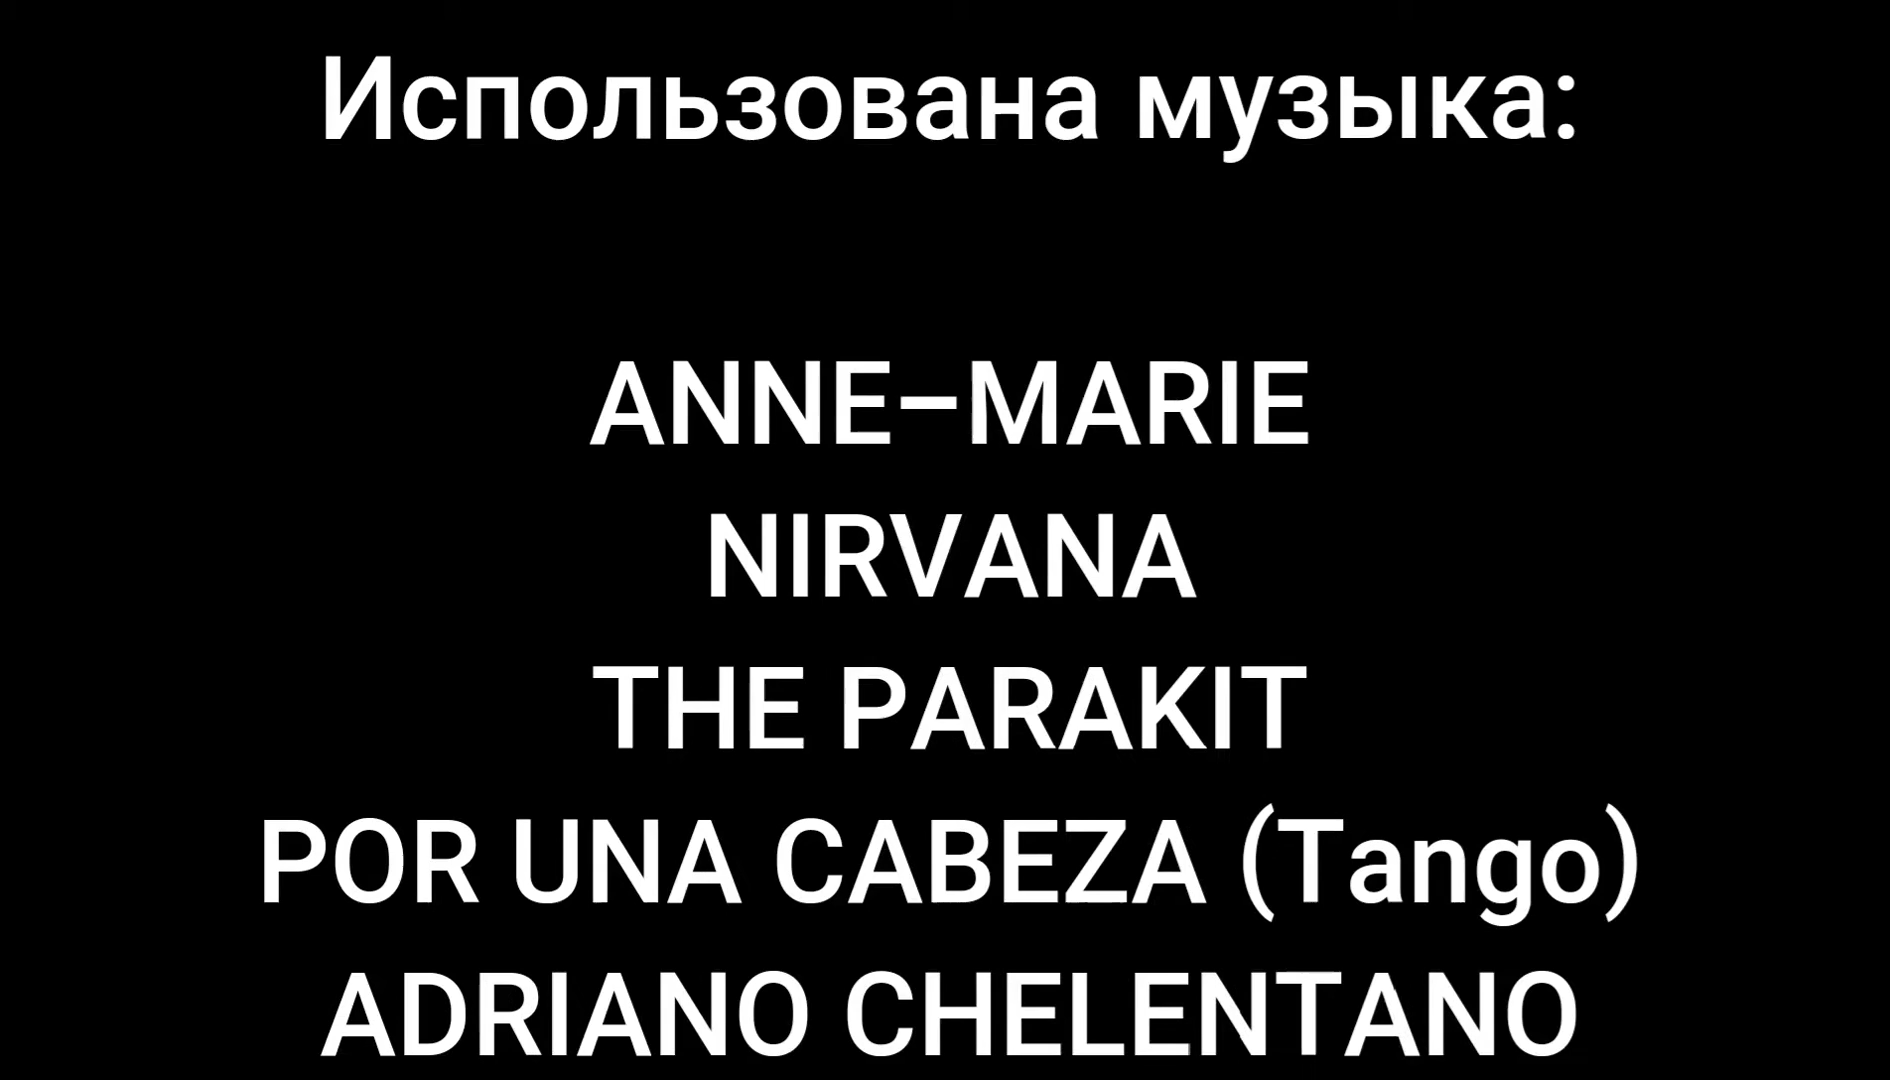 Использована музыка:
ANNE–MARIE
NIRVANA
THE PARAKIT
POR UNA CABEZA (Tango)
ADRIANO CHELENTANO